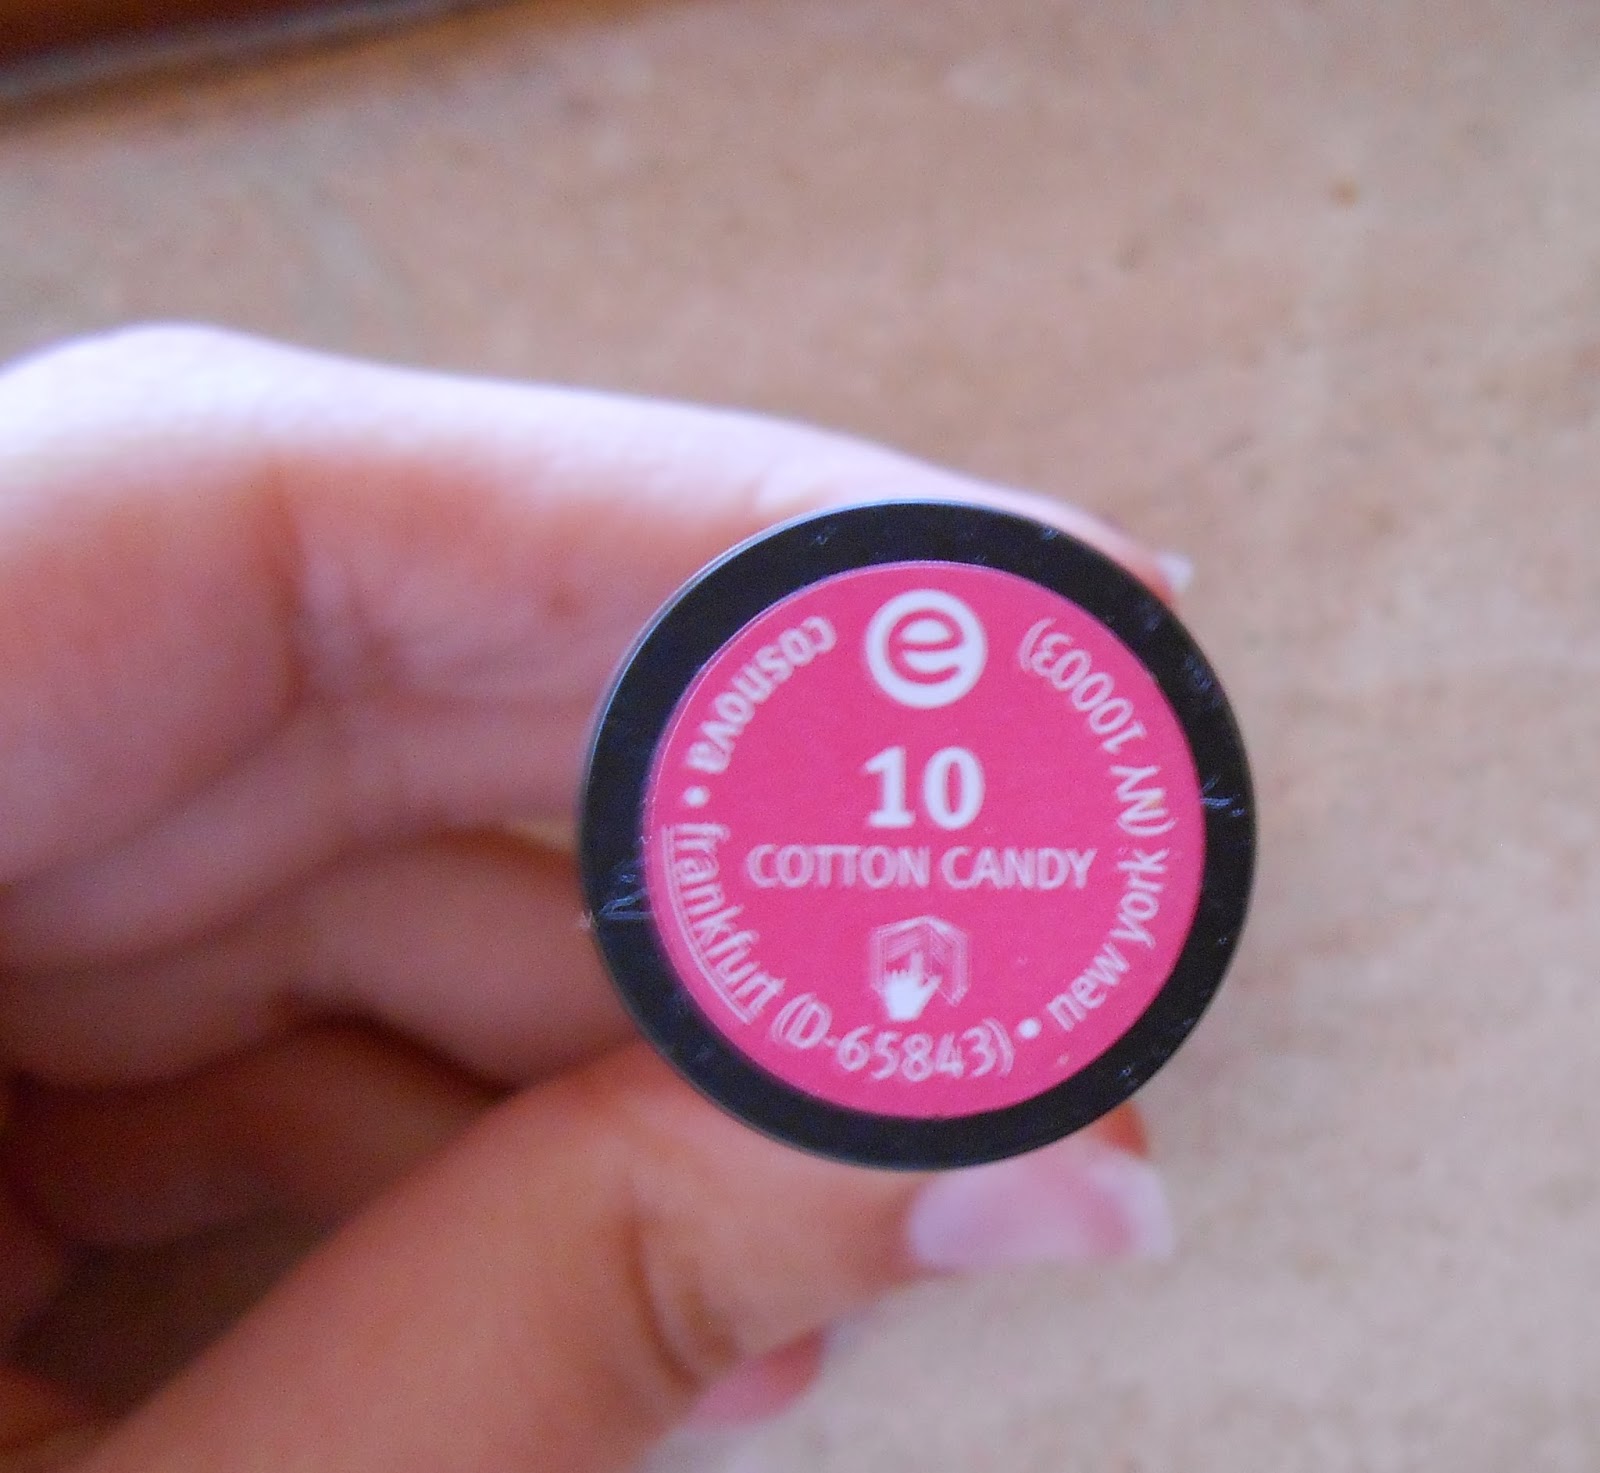 e
10
COTTON CANDY
cosnova • frankfurt (D-65843) • new york (NY 10003)